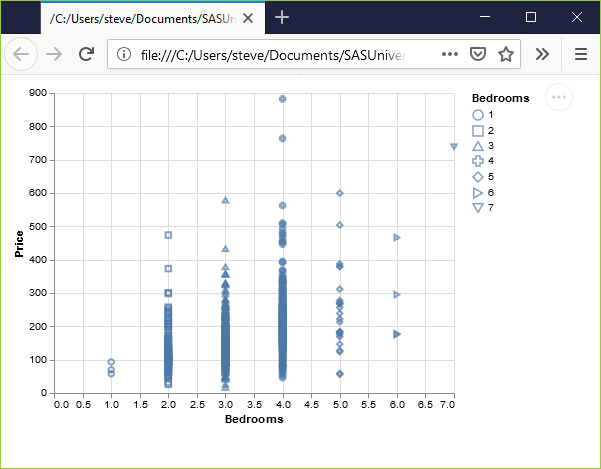 /C:/Users/steve/Documents/SASUni
file:///C:/Users/steve/Documents/SASUniver
900
800
700
600
500
400
300
200
100
0
Price
0.0 0.5 1.0 1.5 2.0 2.5 3.0 3.5 4.0 4.5 5.0 5.5 6.0 6.5 7.0
Bedrooms
Bedrooms
1
2
3
4
5
6
7